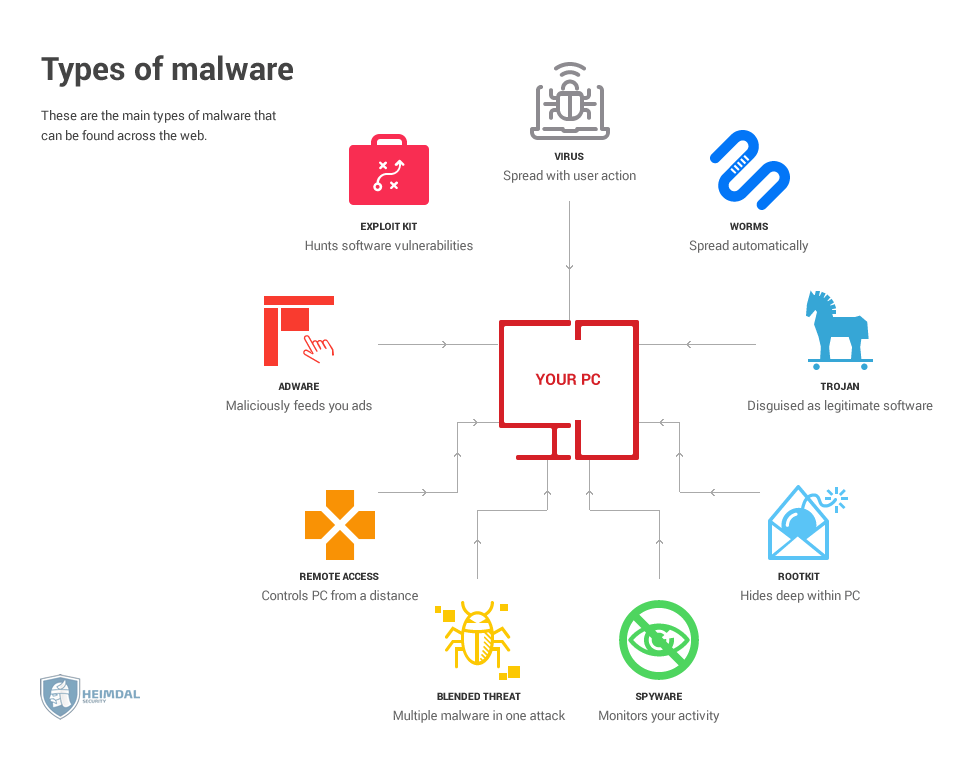 Types of malware
These are the main types of malware that
can be found across the web.
VIRUS
Spread with user action
EXPLOIT KIT
Hunts software vulnerabilities
WORMS
Spread automatically
ADWARE
Maliciously feeds you ads
YOUR PC
TROJAN
Disguised as legitimate software
REMOTE ACCESS
Controls PC from a distance
ROOTKIT
Hides deep within PC
BLENDED THREAT
Multiple malware in one attack
SPYWARE
Monitors your activity
HEIMDAL
SECURITY